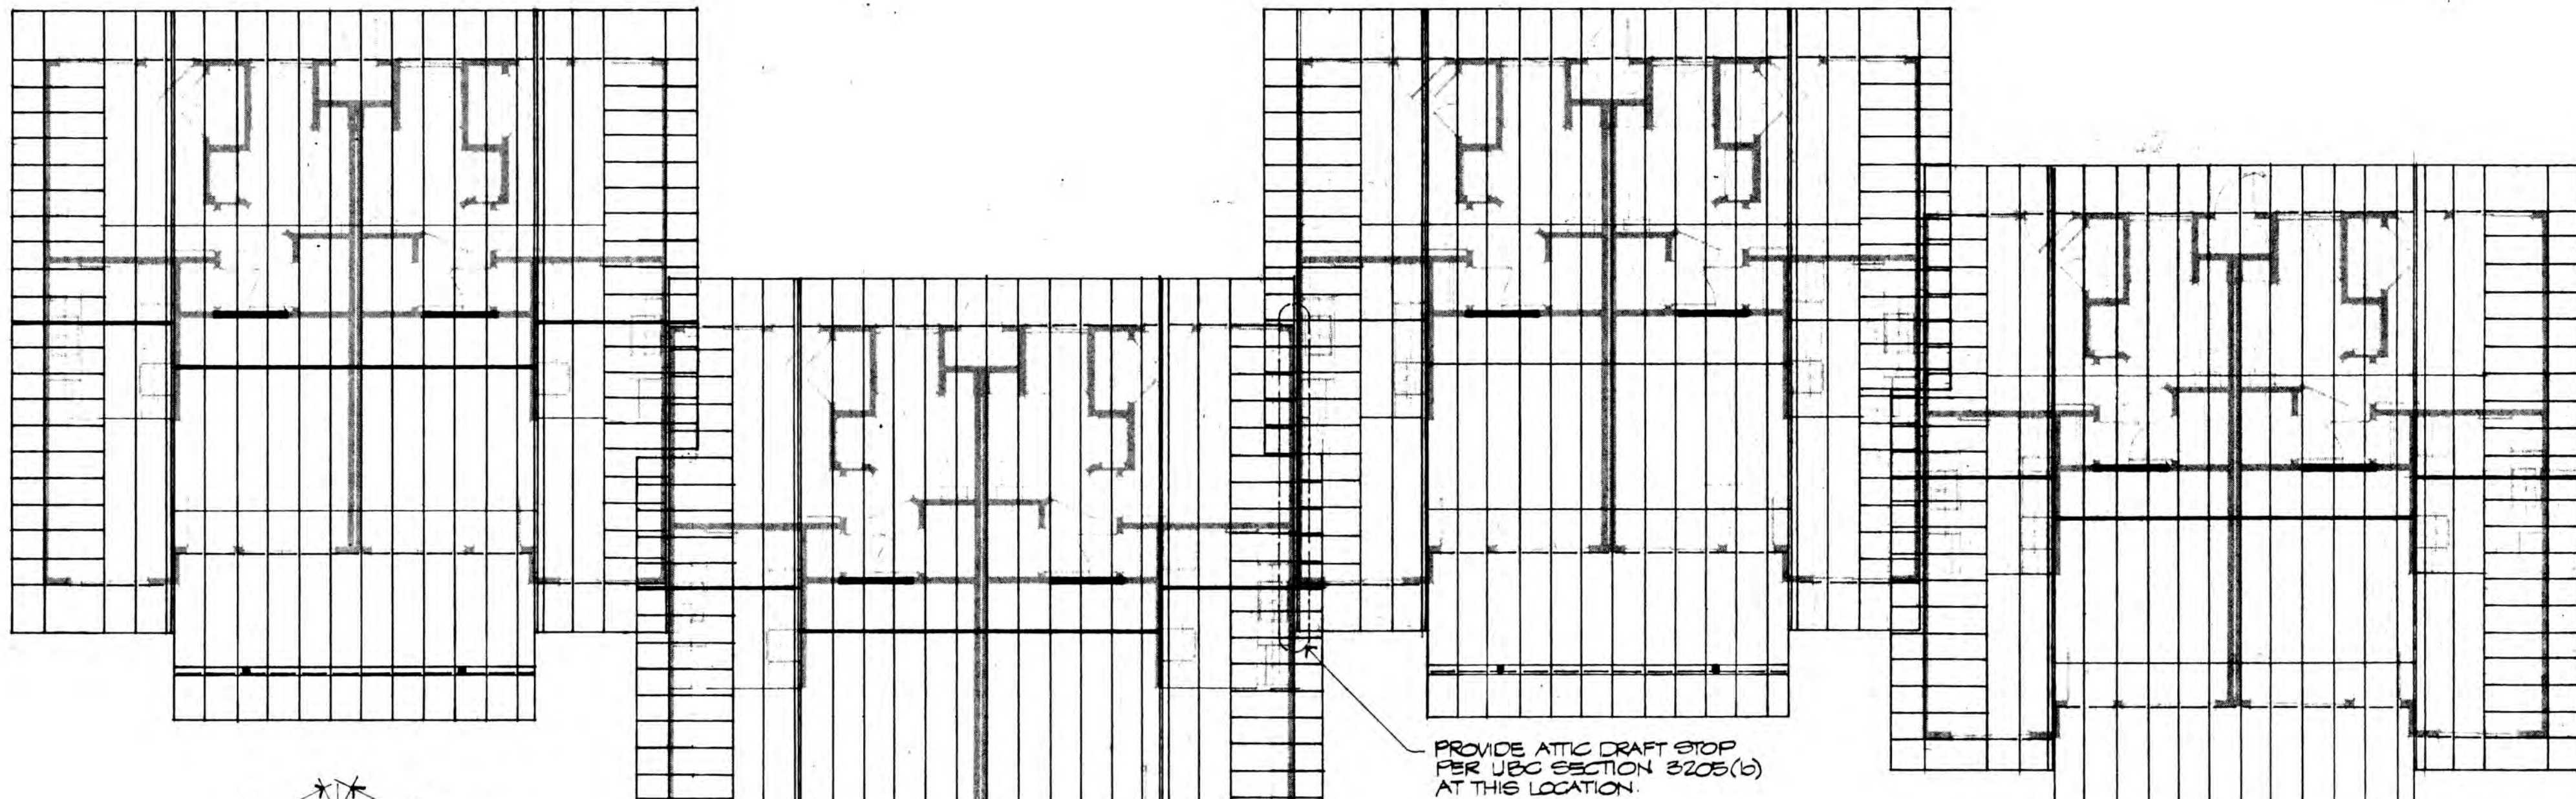 PROVIDE ATTIC DRAFT STOP
PER UBC SECTION 3205(b)
AT THIS LOCATION.